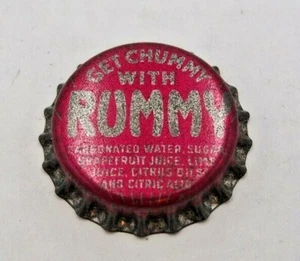 GET CHUMMY
WITH
RUMMY
CARBONATED WATER, SUGAR
GRAPEFRUIT JUICE, LIME
JUICE, CITRUS OILS
AND CITRIC ACID